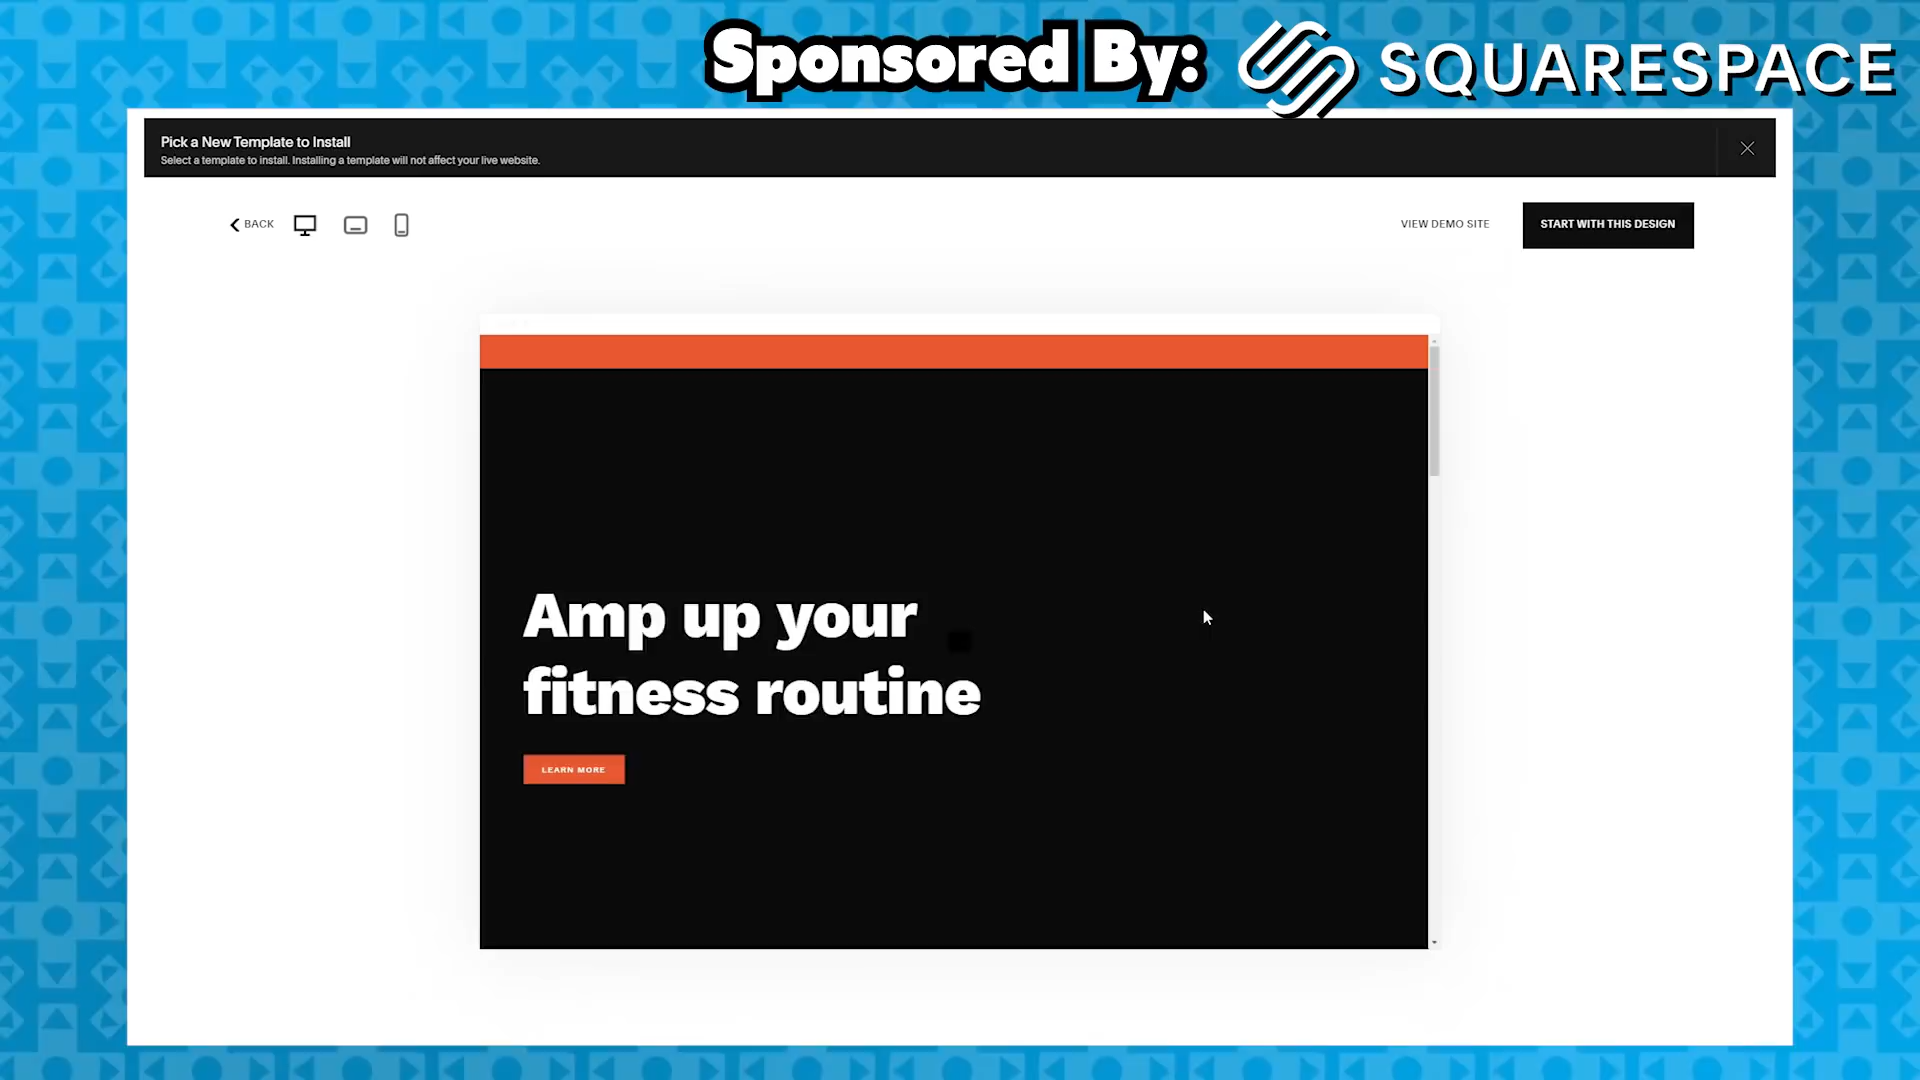 Sponsored By: SQUARESPACE
Pick a New Template to Install
Select a template to install. Installing a template will not affect your live website.
BACK
VIEW DEMO SITE
START WITH THIS DESIGN
Amp up your
fitness routine
LEARN MORE